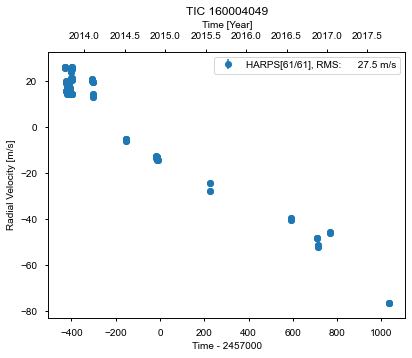 TIC 160004049
Time [Year]
2014.0 2014.5 2015.0 2015.5 2016.0 2016.5 2017.0 2017.5
HARPS[61/61], RMS: 27.5 m/s
20
0
−20
−40
−60
−80
Radial Velocity [m/s]
−400 −200 0 200 400 600 800 1000
Time - 2457000